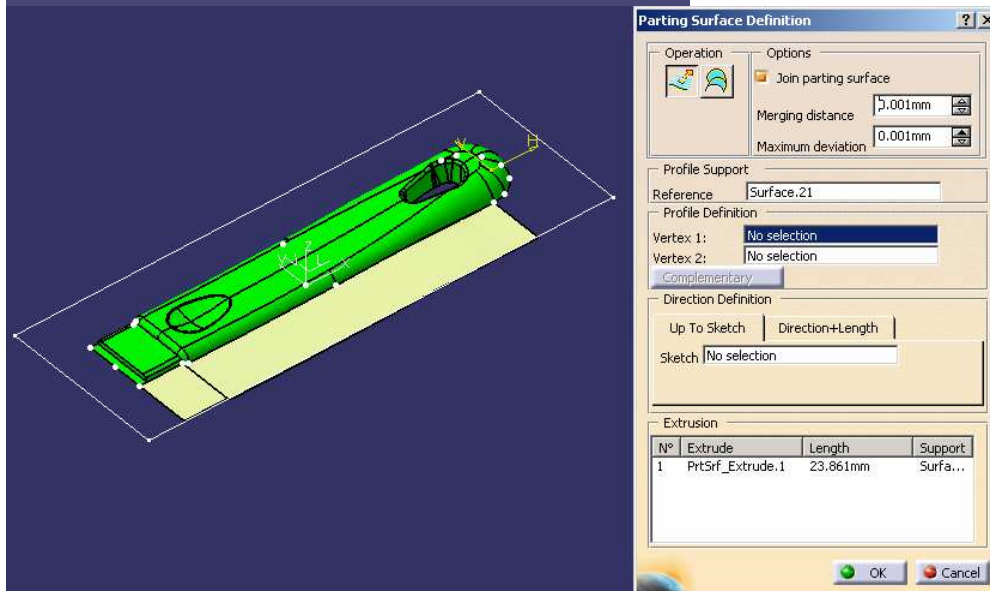 Parting Surface Definition
Operation
Options
Join parting surface
Merging distance 0.001mm
Maximum deviation 0.001mm
Profile Support
Reference Surface.21
Profile Definition
Vertex 1: No selection
Vertex 2: No selection
Complementary
Direction Definition
Up To Sketch Direction+Length
Sketch No selection
Extrusion
N° Extrude Length Support
1 PrtSrf_Extrude.1 23.861mm Surfa...
OK Cancel
H
V
z
y
x